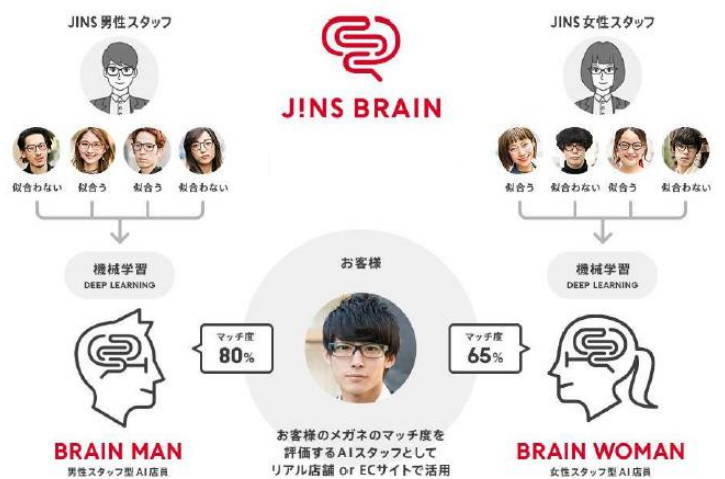 JINS 男性スタッフ
JINS 女性スタッフ
J!NS BRAIN
似合わない
似合う
似合う
似合わない
似合う
似合わない
似合う
似合わない
機械学習
DEEP LEARNING
お客様
機械学習
DEEP LEARNING
マッチ度
80%
マッチ度
65%
BRAIN MAN
男性スタッフ型AI店員
お客様のメガネのマッチ度を
評価するAIスタッフとして
リアル店舗 or ECサイトで活用
BRAIN WOMAN
女性スタッフ型AI店員